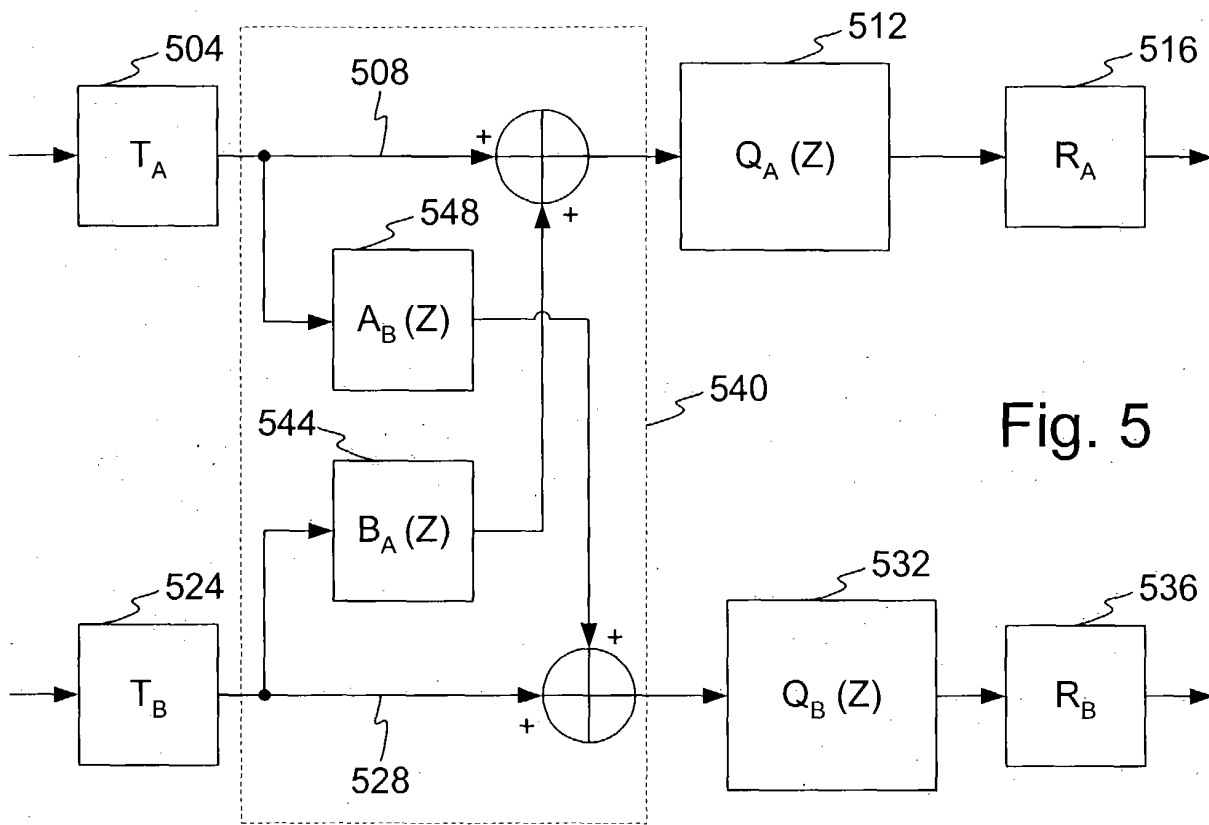 504
508
512
516
T_A
+
+
Q_A (Z)
R_A
548
A_B (Z)
540
544
Fig. 5
B_A (Z)
524
532
536
+
T_B
+
Q_B (Z)
R_B
528